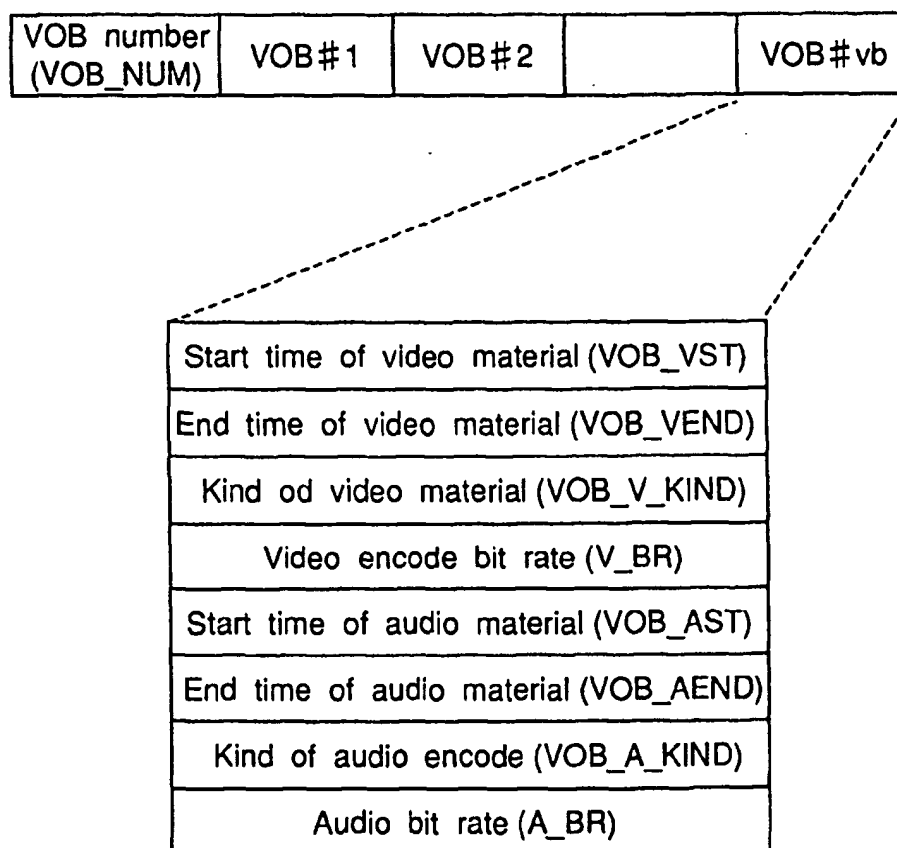 VOB number
(VOB_NUM)
VOB#1
VOB#2
VOB#vb
Start time of video material (VOB_VST)
End time of video material (VOB_VEND)
Kind od video material (VOB_V_KIND)
Video encode bit rate (V_BR)
Start time of audio material (VOB_AST)
End time of audio material (VOB_AEND)
Kind of audio encode (VOB_A_KIND)
Audio bit rate (A_BR)